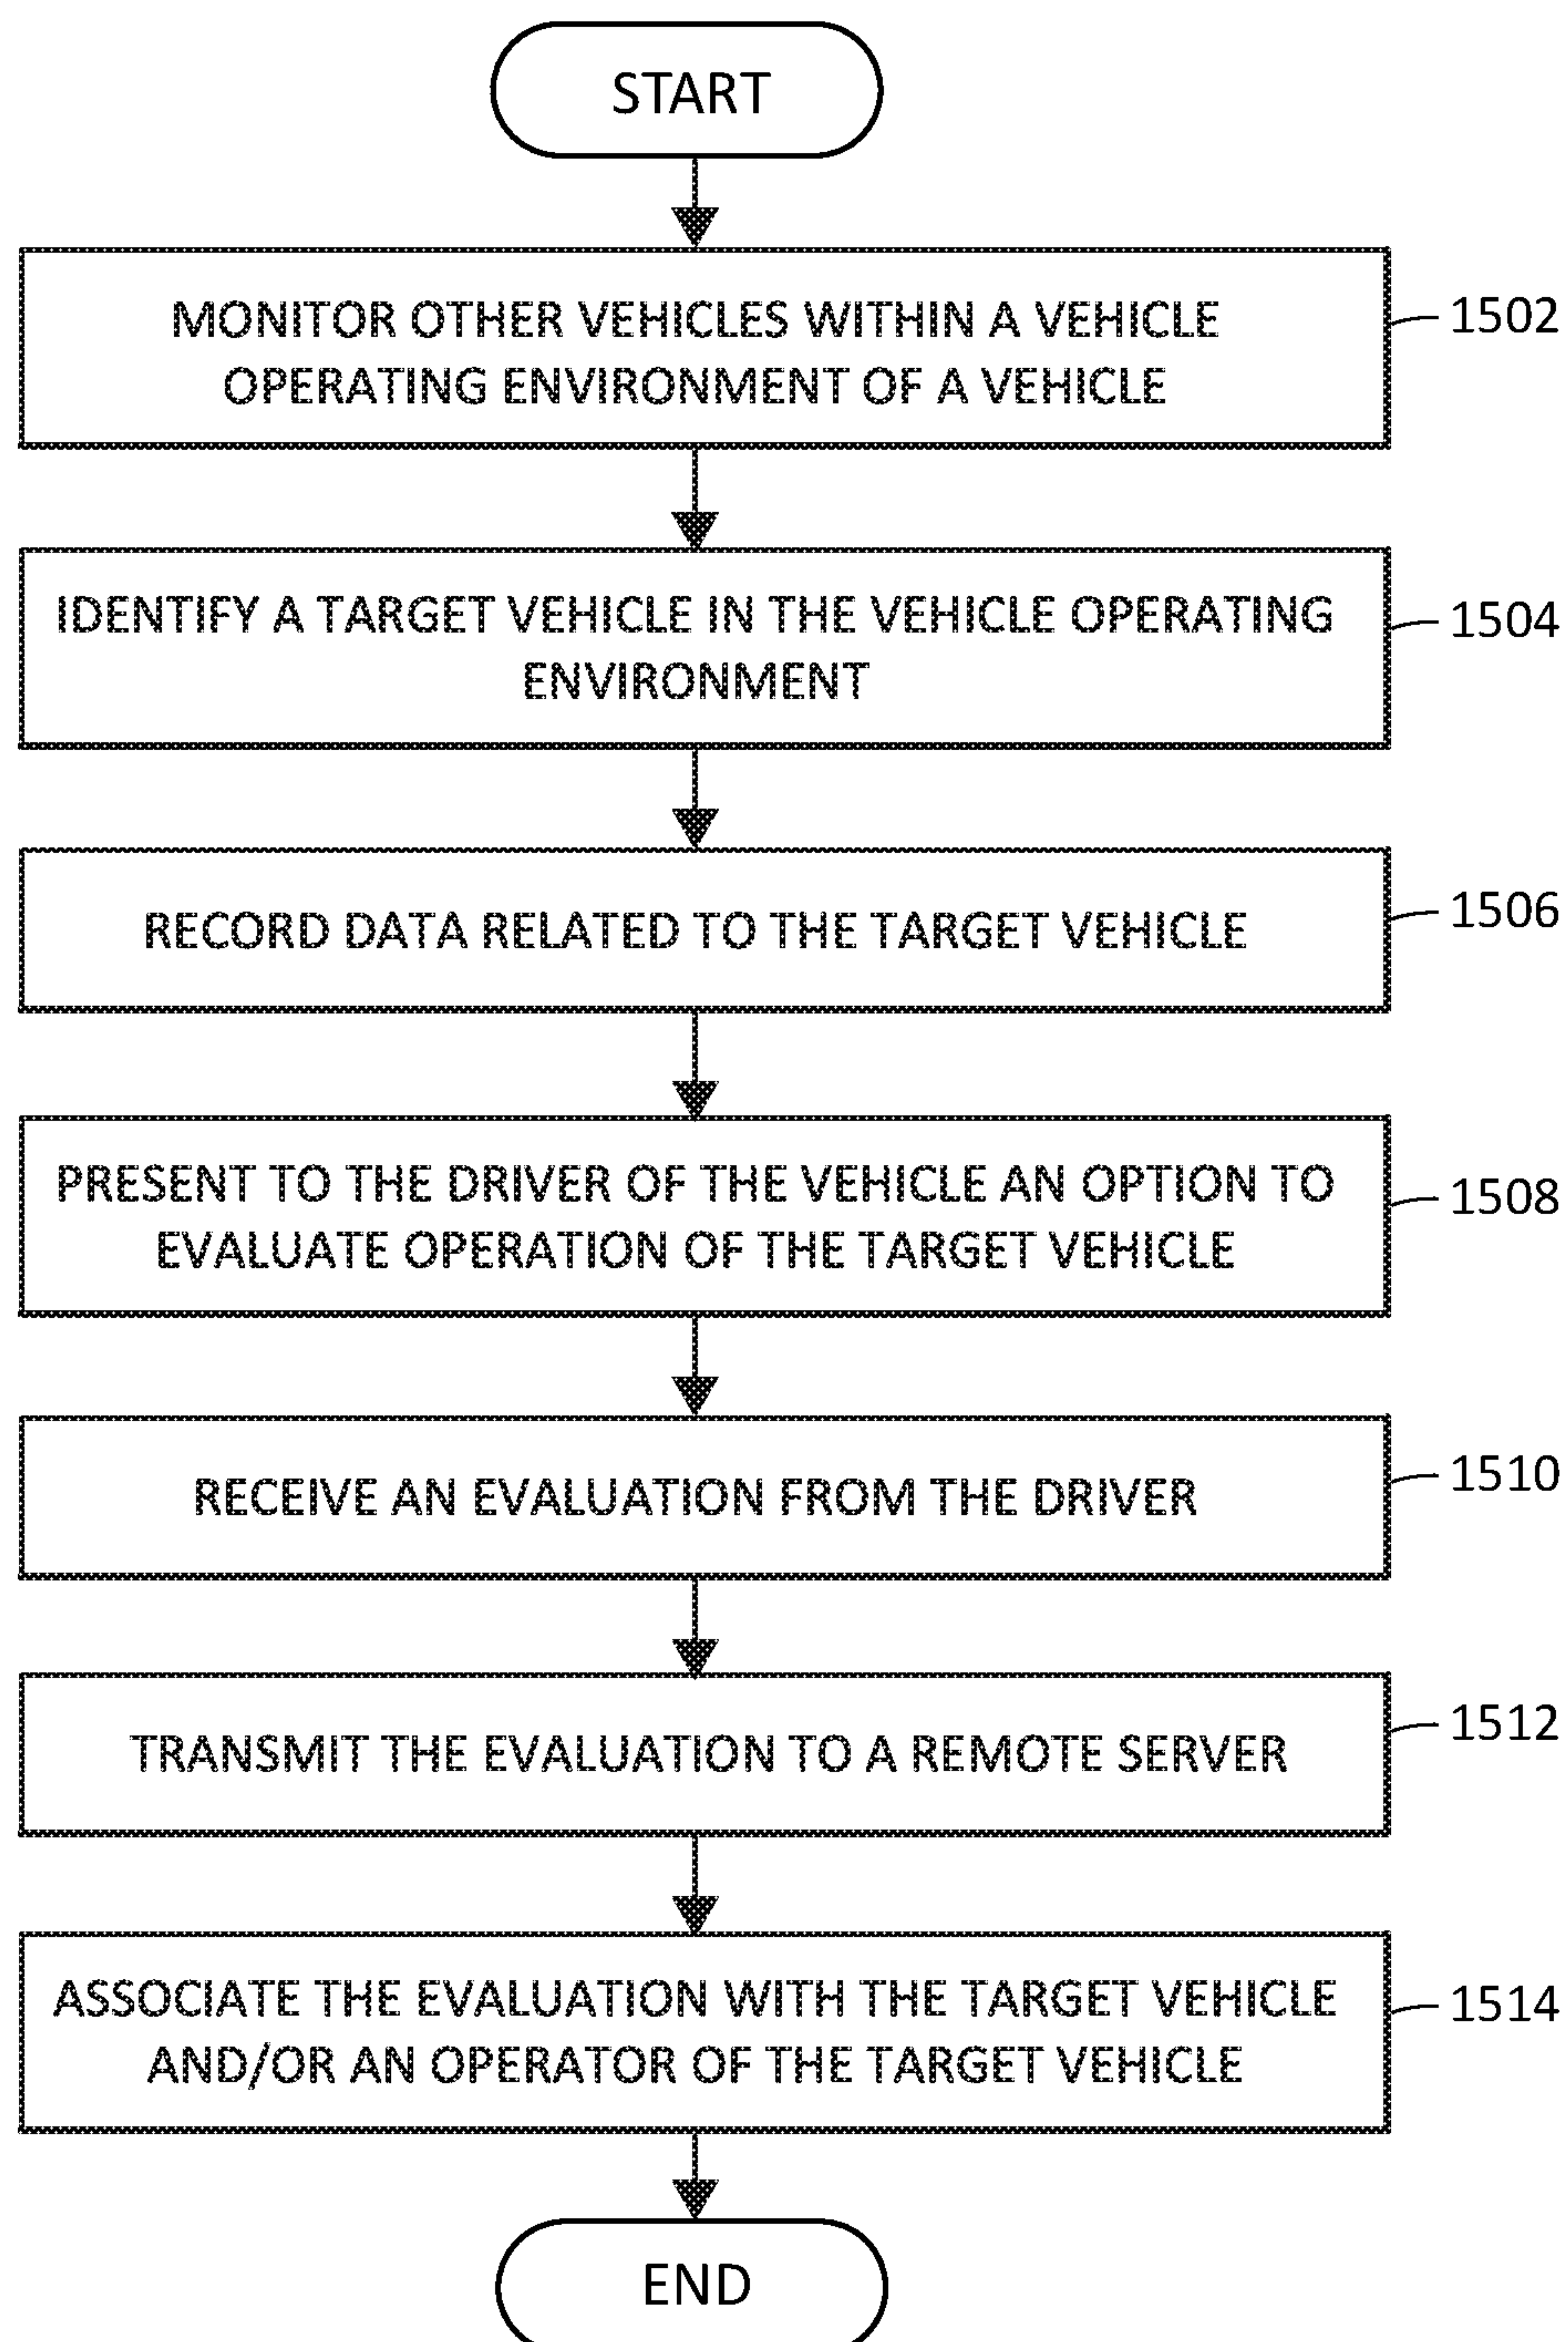 START
MONITOR OTHER VEHICLES WITHIN A VEHICLE
OPERATING ENVIRONMENT OF A VEHICLE
1502
IDENTIFY A TARGET VEHICLE IN THE VEHICLE OPERATING
ENVIRONMENT
1504
RECORD DATA RELATED TO THE TARGET VEHICLE
1506
PRESENT TO THE DRIVER OF THE VEHICLE AN OPTION TO
EVALUATE OPERATION OF THE TARGET VEHICLE
1508
RECEIVE AN EVALUATION FROM THE DRIVER
1510
TRANSMIT THE EVALUATION TO A REMOTE SERVER
1512
ASSOCIATE THE EVALUATION WITH THE TARGET VEHICLE
AND/OR AN OPERATOR OF THE TARGET VEHICLE
1514
END